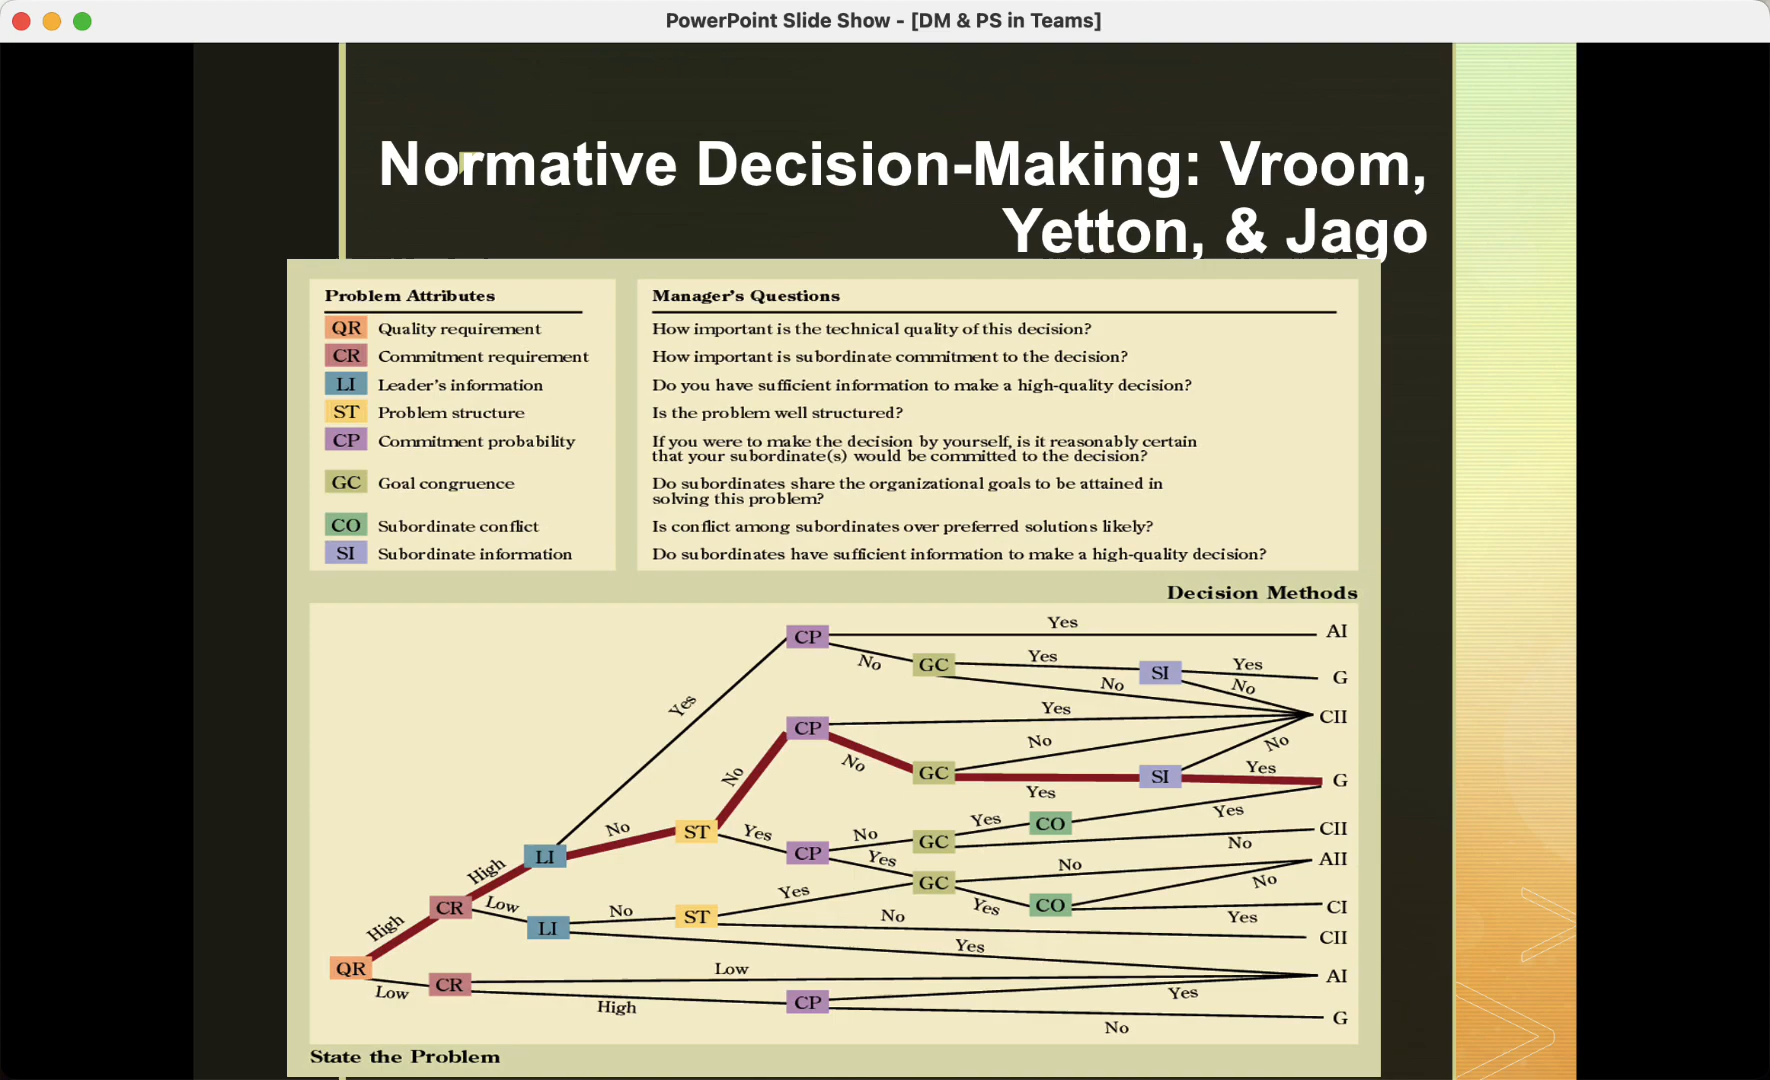 PowerPoint Slide Show - [DM & PS in Teams]
Normative Decision-Making: Vroom,
Yetton, & Jago
Problem Attributes
QR Quality requirement
CR Commitment requirement
LI Leader's information
ST Problem structure
CP Commitment probability
GC Goal congruence
CO Subordinate conflict
SI Subordinate information
Manager's Questions
How important is the technical quality of this decision?
How important is subordinate commitment to the decision?
Do you have sufficient information to make a high-quality decision?
Is the problem well structured?
If you were to make the decision by yourself, is it reasonably certain
that your subordinate(s) would be committed to the decision?
Do subordinates share the organizational goals to be attained in
solving this problem?
Is conflict among subordinates over preferred solutions likely?
Do subordinates have sufficient information to make a high-quality decision?
Decision Methods
Yes
AI
CP
No
GC
Yes
SI
Yes
G
No
No
Yes
Yes
CII
CP
No
No
No
No
GC
Yes
SI
Yes
G
Yes
CO
Yes
No
ST
Yes
CP
No
GC
No
CII
Yes
High
LI
No
AII
GC
No
Yes
Yes
CO
CI
Yes
High
CR
Low
LI
No
ST
No
CII
Yes
QR
Low
AI
Low
CR
High
CP
Yes
No
G
State the Problem